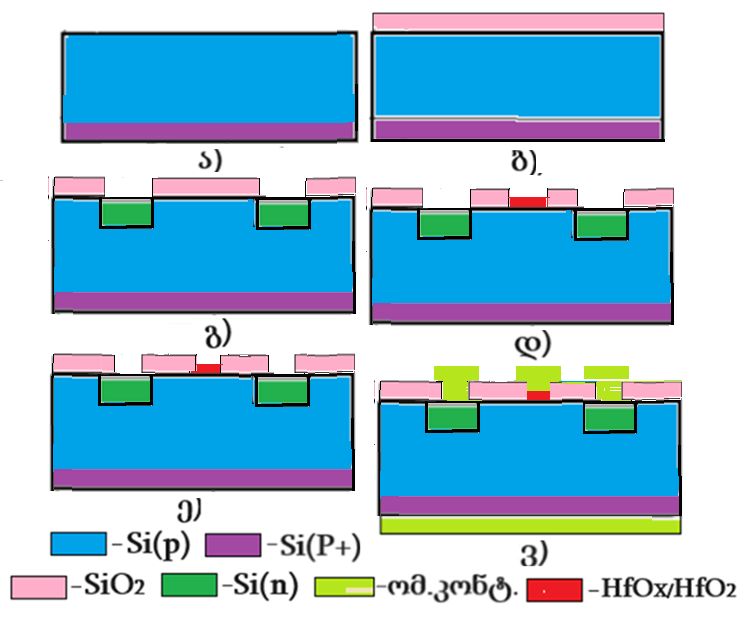 ა)
ბ)
გ)
დ)
ე)
ვ)
-Si(p) -Si(P+)
-SiO₂ -Si(n) -ომ.კონტ. -HfOx/HfO₂